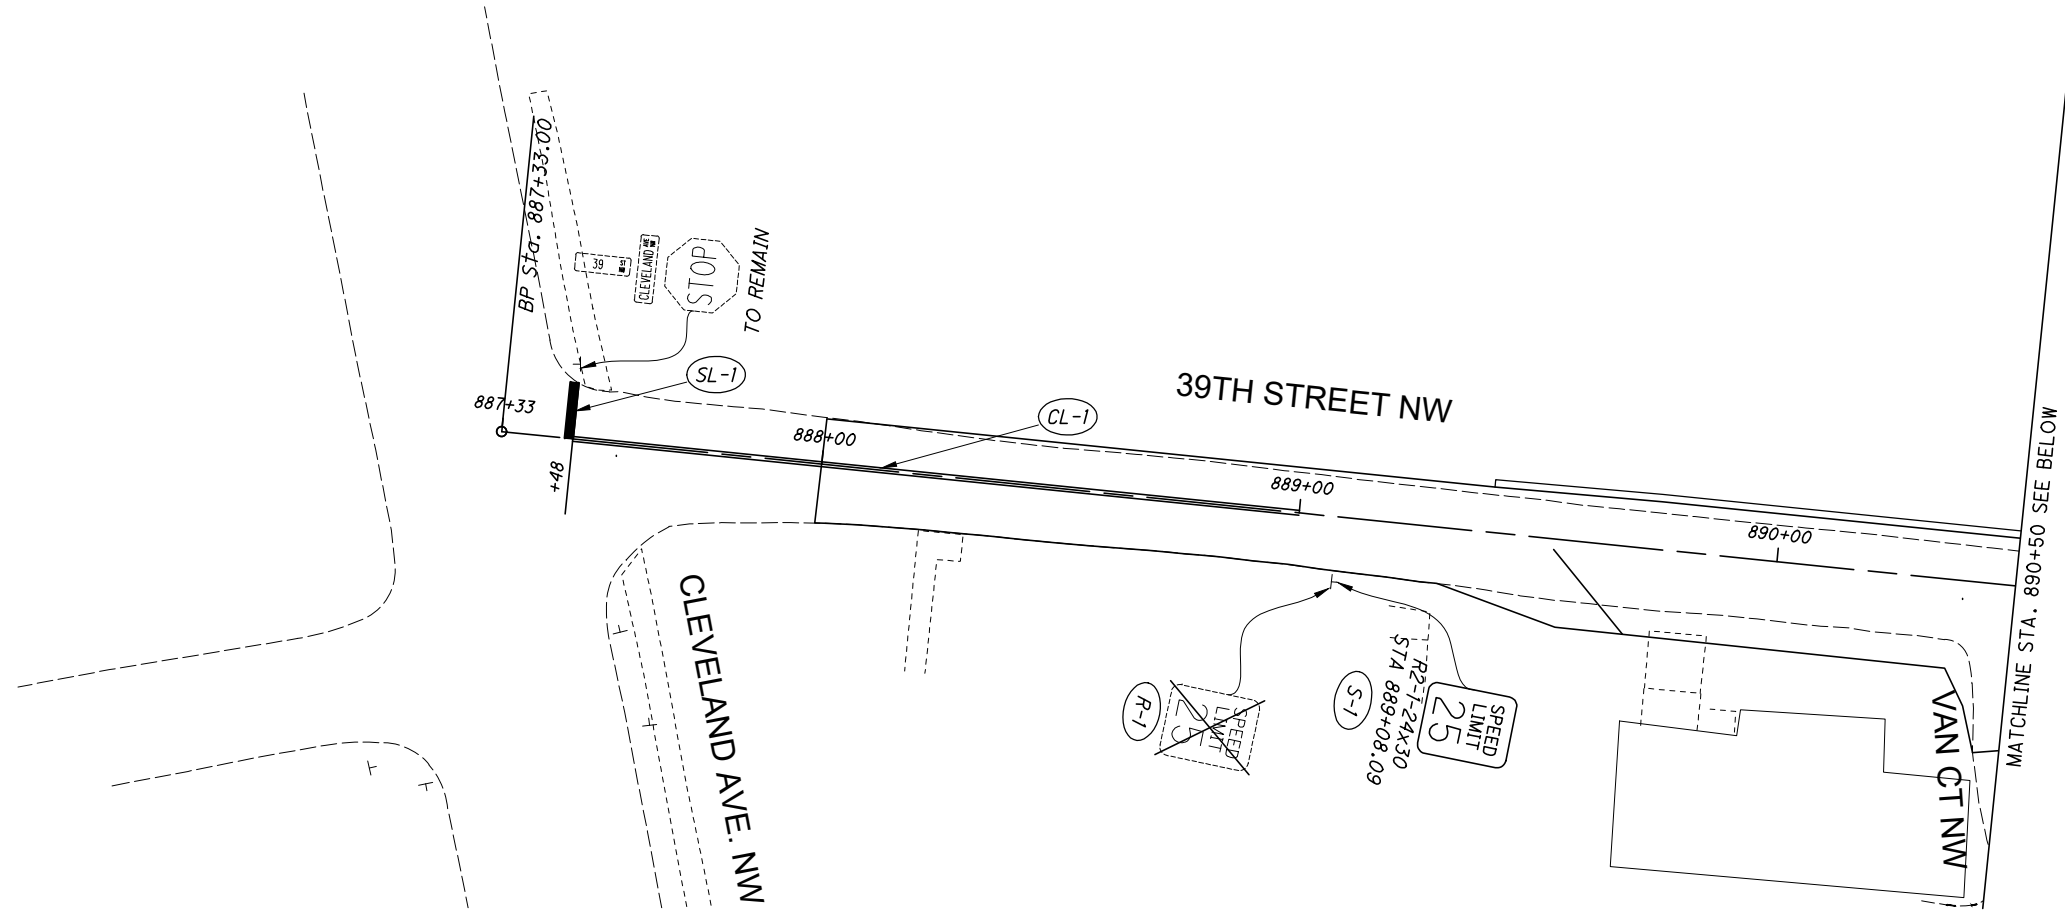 BP Sta. 887+33.00
39 ST
CLEVELAND AVE NW
STOP
TO REMAIN
SL-1
887+33
+48
888+00
CL-1
39TH STREET NW
889+00
890+00
MATCHLINE STA. 890+50 SEE BELOW
CLEVELAND AVE. NW
R-1
SPEED
LIMIT
25
S-1
R2-1-24x30
STA 889+08.09
SPEED
LIMIT
25
VAN CT NW